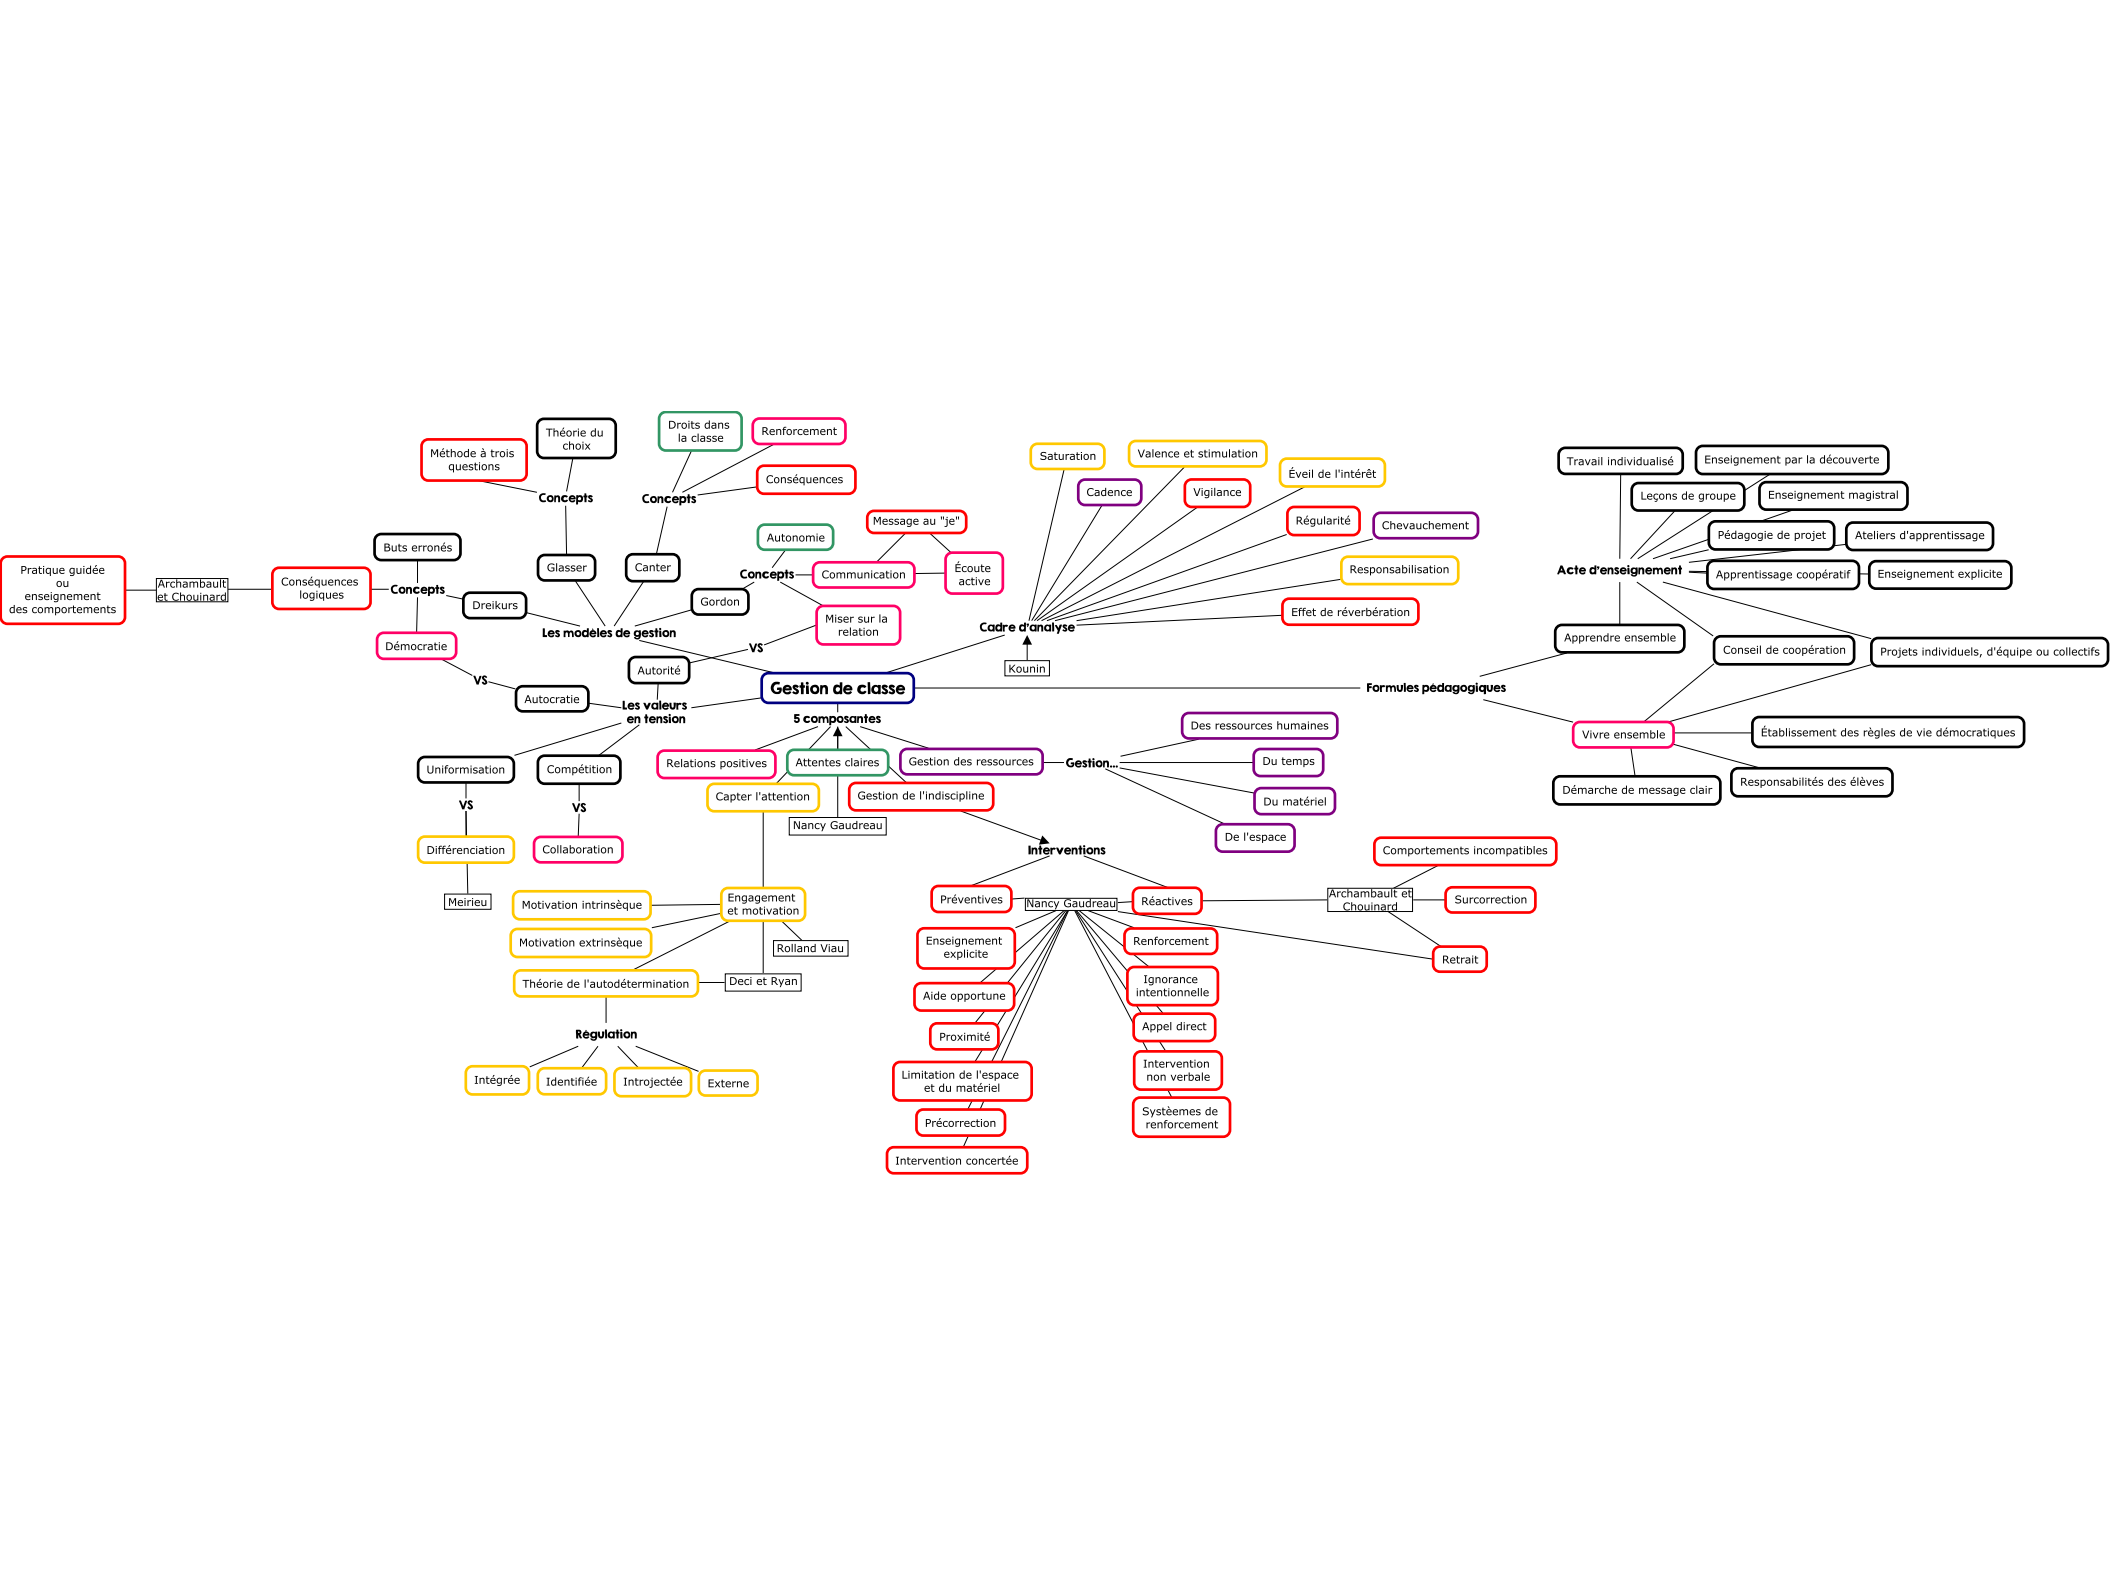 Droits dans
la classe
Renforcement
Théorie du
choix
Méthode à trois
questions
Concepts
Concepts
Conséquences
Saturation
Valence et stimulation
Éveil de l'intérêt
Cadence
Vigilance
Régularité
Chevauchement
Responsabilisation
Effet de réverbération
Cadre d'analyse
Kounin
Travail individualisé
Enseignement par la découverte
Leçons de groupe
Enseignement magistral
Pédagogie de projet
Ateliers d'apprentissage
Acte d'enseignement
Apprentissage coopératif
Enseignement explicite
Message au "je"
Autonomie
Buts erronés
Glasser
Canter
Concepts
Communication
Écoute
active
Pratique guidée
ou
enseignement
des comportements
Archambault
et Chouinard
Conséquences
logiques
Concepts
Dreikurs
Gordon
Miser sur la
relation
Les modèles de gestion
Démocratie
VS
Autorité
VS
Autocratie
Les valeurs
en tension
Gestion de classe
Formules pédagogiques
Apprendre ensemble
Conseil de coopération
Projets individuels, d'équipe ou collectifs
Vivre ensemble
Établissement des règles de vie démocratiques
Démarche de message clair
Responsabilités des élèves
5 composantes
Relations positives
Attentes claires
Gestion des ressources
Gestion...
Des ressources humaines
Du temps
Du matériel
De l'espace
Capter l'attention
Gestion de l'indiscipline
Nancy Gaudreau
Uniformisation
Compétition
VS
VS
Différenciation
Collaboration
Meirieu
Interventions
Préventives
Nancy Gaudreau
Réactives
Archambault et
Chouinard
Comportements incompatibles
Surcorrection
Retrait
Motivation intrinsèque
Engagement
et motivation
Motivation extrinsèque
Rolland Viau
Théorie de l'autodétermination
Deci et Ryan
Régulation
Intégrée
Identifiée
Introjectée
Externe
Enseignement
explicite
Aide opportune
Proximité
Limitation de l'espace
et du matériel
Précorrection
Intervention concertée
Renforcement
Ignorance
intentionnelle
Appel direct
Intervention
non verbale
Systèemes de
renforcement